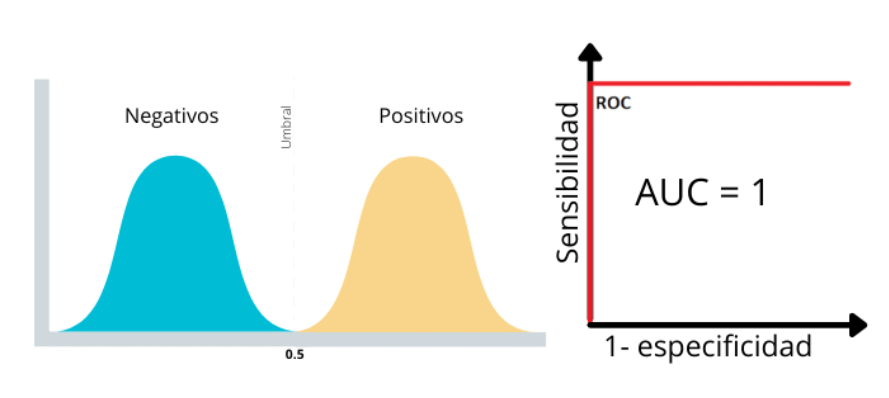 Negativos
Umbral
Positivos
0.5
Sensibilidad
ROC
AUC = 1
1- especificidad